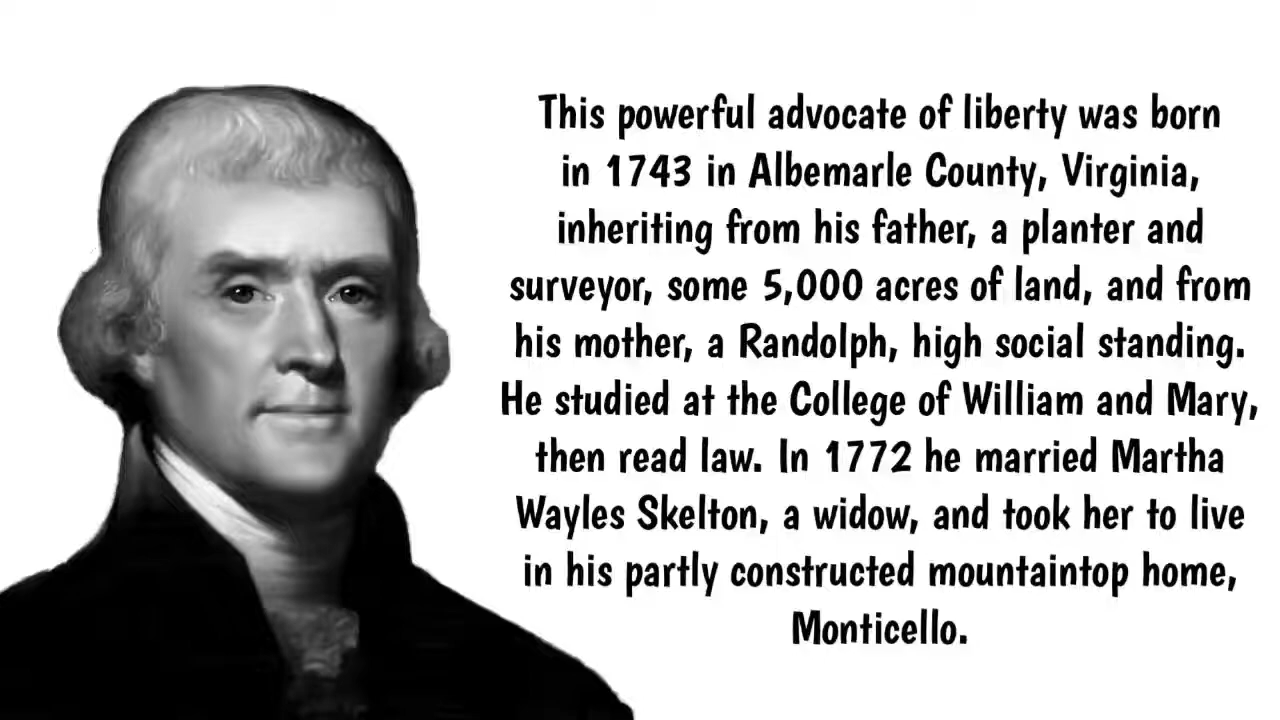 This powerful advocate of liberty was born
in 1743 in Albemarle County, Virginia,
inheriting from his father, a planter and
surveyor, some 5,000 acres of land, and from
his mother, a Randolph, high social standing.
He studied at the College of William and Mary,
then read law. In 1772 he married Martha
Wayles Skelton, a widow, and took her to live
in his partly constructed mountaintop home,
Monticello.